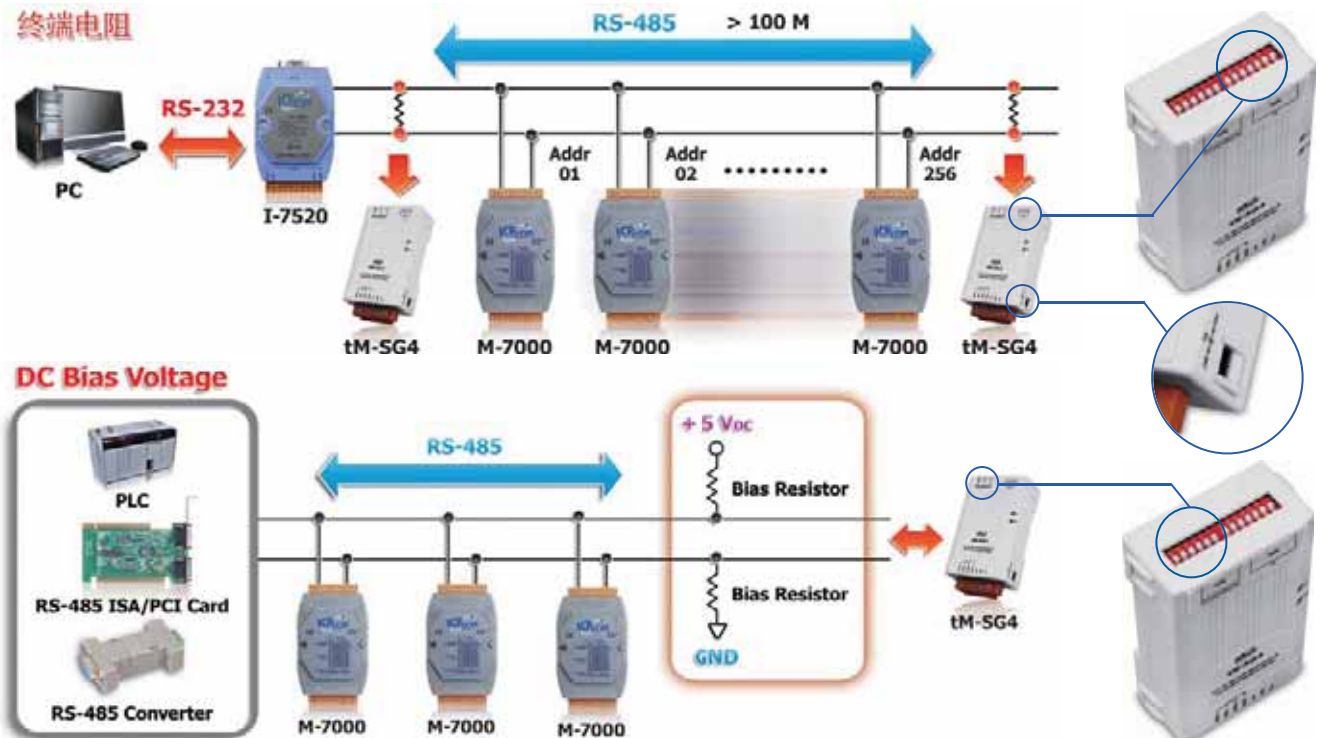 终端电阻
RS-485 > 100 M
RS-232
PC
I-7520
Addr
01
Addr
02
Addr
256
tM-SG4
M-7000
M-7000
M-7000
tM-SG4
DC Bias Voltage
PLC
RS-485 ISA/PCI Card
RS-485 Converter
RS-485
M-7000
M-7000
M-7000
+ 5 VDC
Bias Resistor
Bias Resistor
GND
tM-SG4